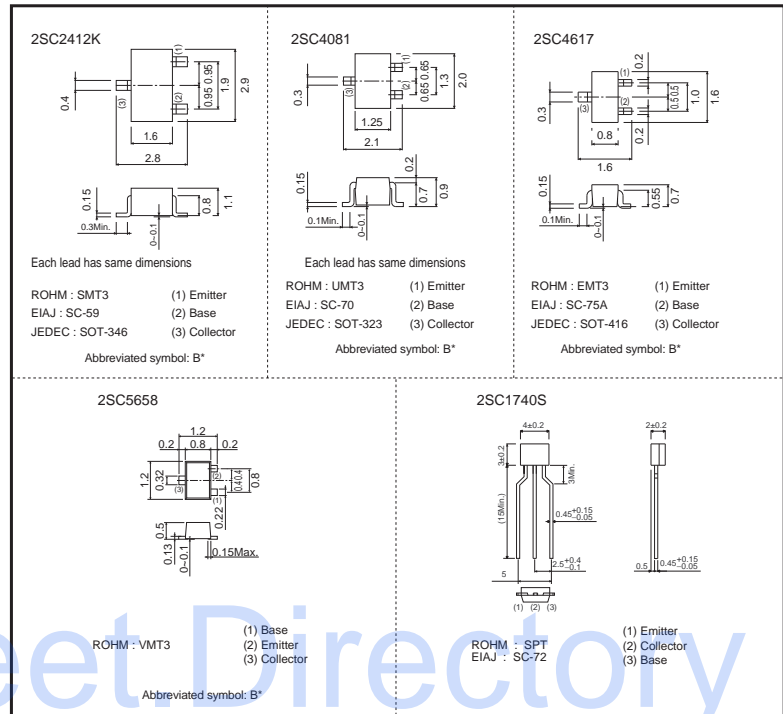 2SC2412K
(1)
(2)
(3)
0.4
0.95 0.95
1.9
2.9
1.6
2.8
0.15
0.3Min.
0~0.1
0.8
1.1
Each lead has same dimensions
ROHM : SMT3
EIAJ : SC-59
JEDEC : SOT-346
(1) Emitter
(2) Base
(3) Collector
Abbreviated symbol: B*
2SC4081
(1)
(2)
(3)
0.3
0.65 0.65
1.3
2.0
1.25
2.1
0.15
0.1Min.
0~0.1
0.2
0.7
0.9
Each lead has same dimensions
ROHM : UMT3
EIAJ : SC-70
JEDEC : SOT-323
(1) Emitter
(2) Base
(3) Collector
Abbreviated symbol: B*
2SC4617
0.2
(1)
(2)
(3)
0.3
0.5 0.5
1.0
1.6
0.2
0.8
1.6
0.15
0.1Min.
0~0.1
0.55
0.7
ROHM : EMT3
EIAJ : SC-75A
JEDEC : SOT-416
(1) Emitter
(2) Base
(3) Collector
Abbreviated symbol: B*
2SC5658
1.2
0.2 0.8 0.2
1.2
0.32
(3)
(2)
(1)
0.4 0.4
0.8
0.22
0.5
0.13
0~0.1
0.15Max.
ROHM : VMT3
(1) Base
(2) Emitter
(3) Collector
Abbreviated symbol: B*
2SC1740S
4±0.2
2±0.2
3±0.2
3Min.
(15Min.)
0.45+0.15 -0.05
2.5+0.4 -0.1
5
0.5
0.45+0.15 -0.05
(1) (2) (3)
ROHM : SPT
EIAJ : SC-72
(1) Emitter
(2) Collector
(3) Base
eet.Directory